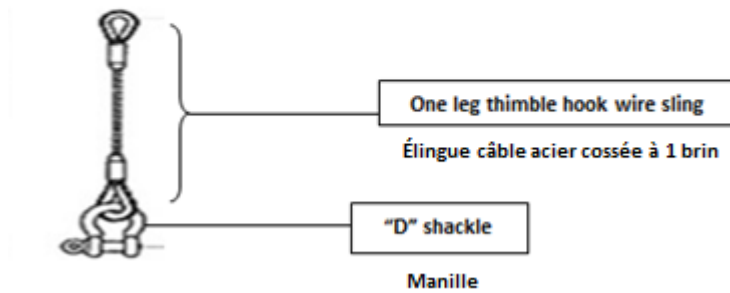 One leg thimble hook wire sling
Élingue câble acier cossée à 1 brin
“D” shackle
Manille